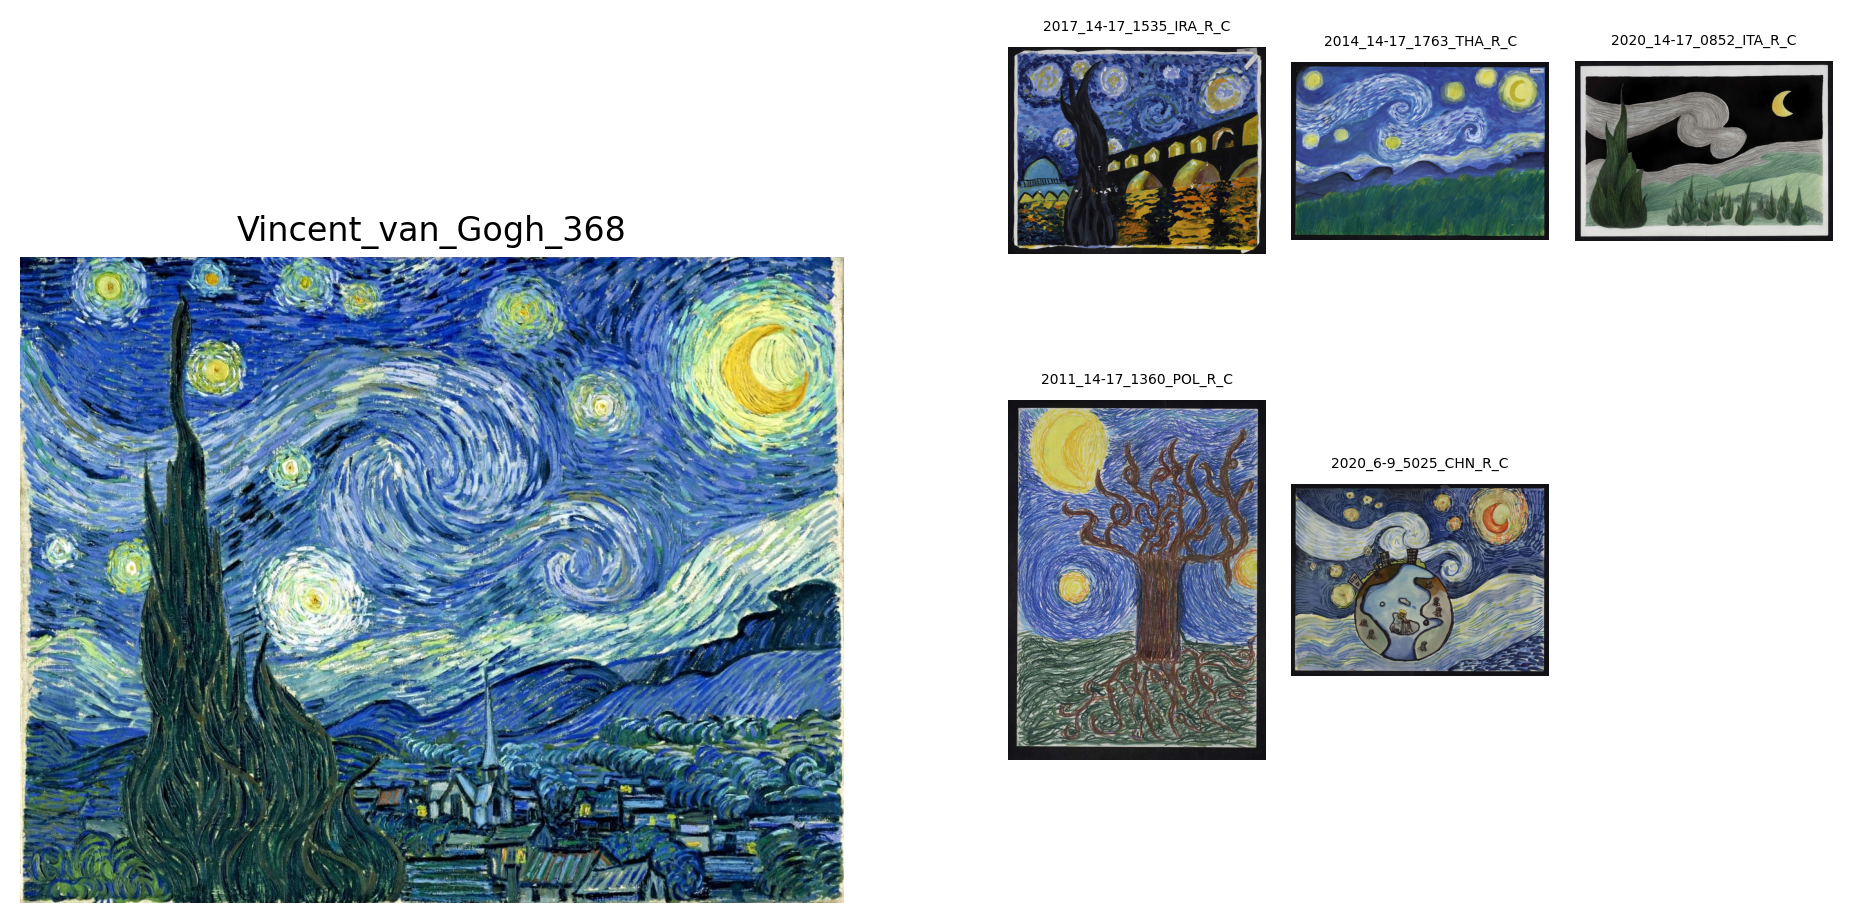 2017_14-17_1535_IRA_R_C
2014_14-17_1763_THA_R_C
2020_14-17_0852_ITA_R_C
Vincent_van_Gogh_368
2011_14-17_1360_POL_R_C
2020_6-9_5025_CHN_R_C